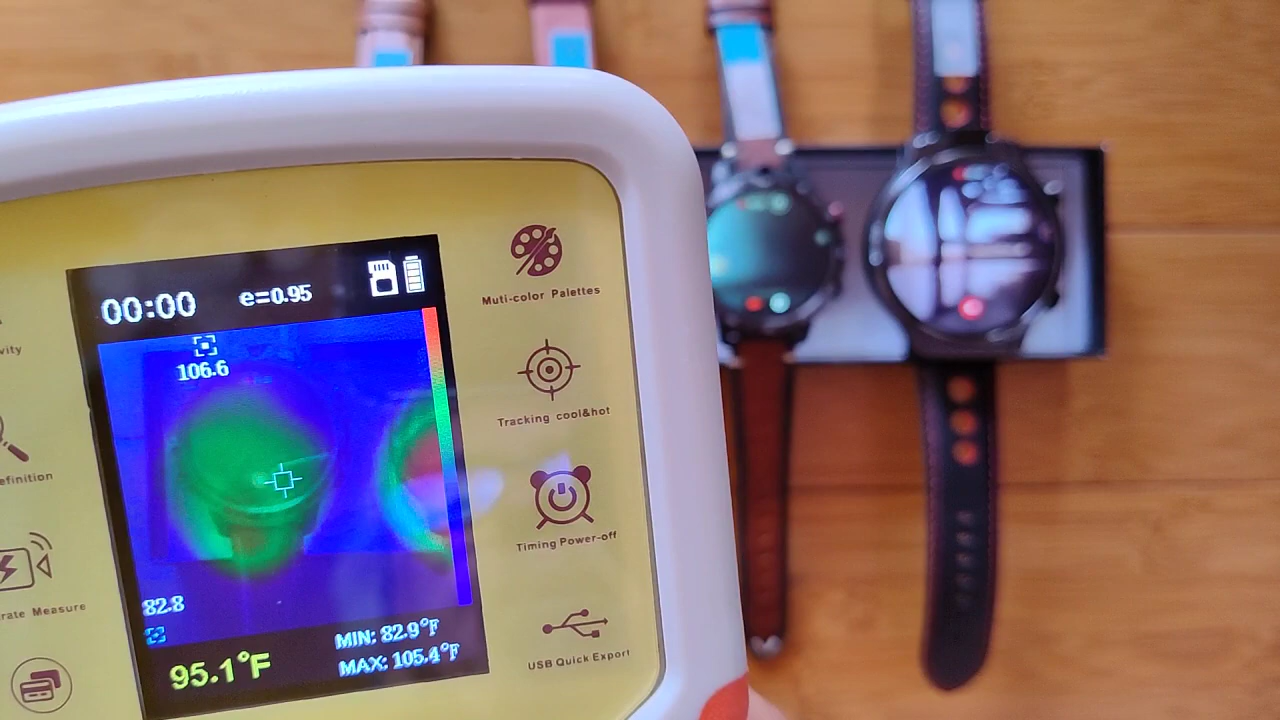 00:00
e=0.95
106.6
82.8
95.1°F
MIN: 82.9°F
MAX: 105.4°F
Muti-color Palettes
Tracking cool&hot
Timing Power-off
USB Quick Export
vity
efinition
rate Measure